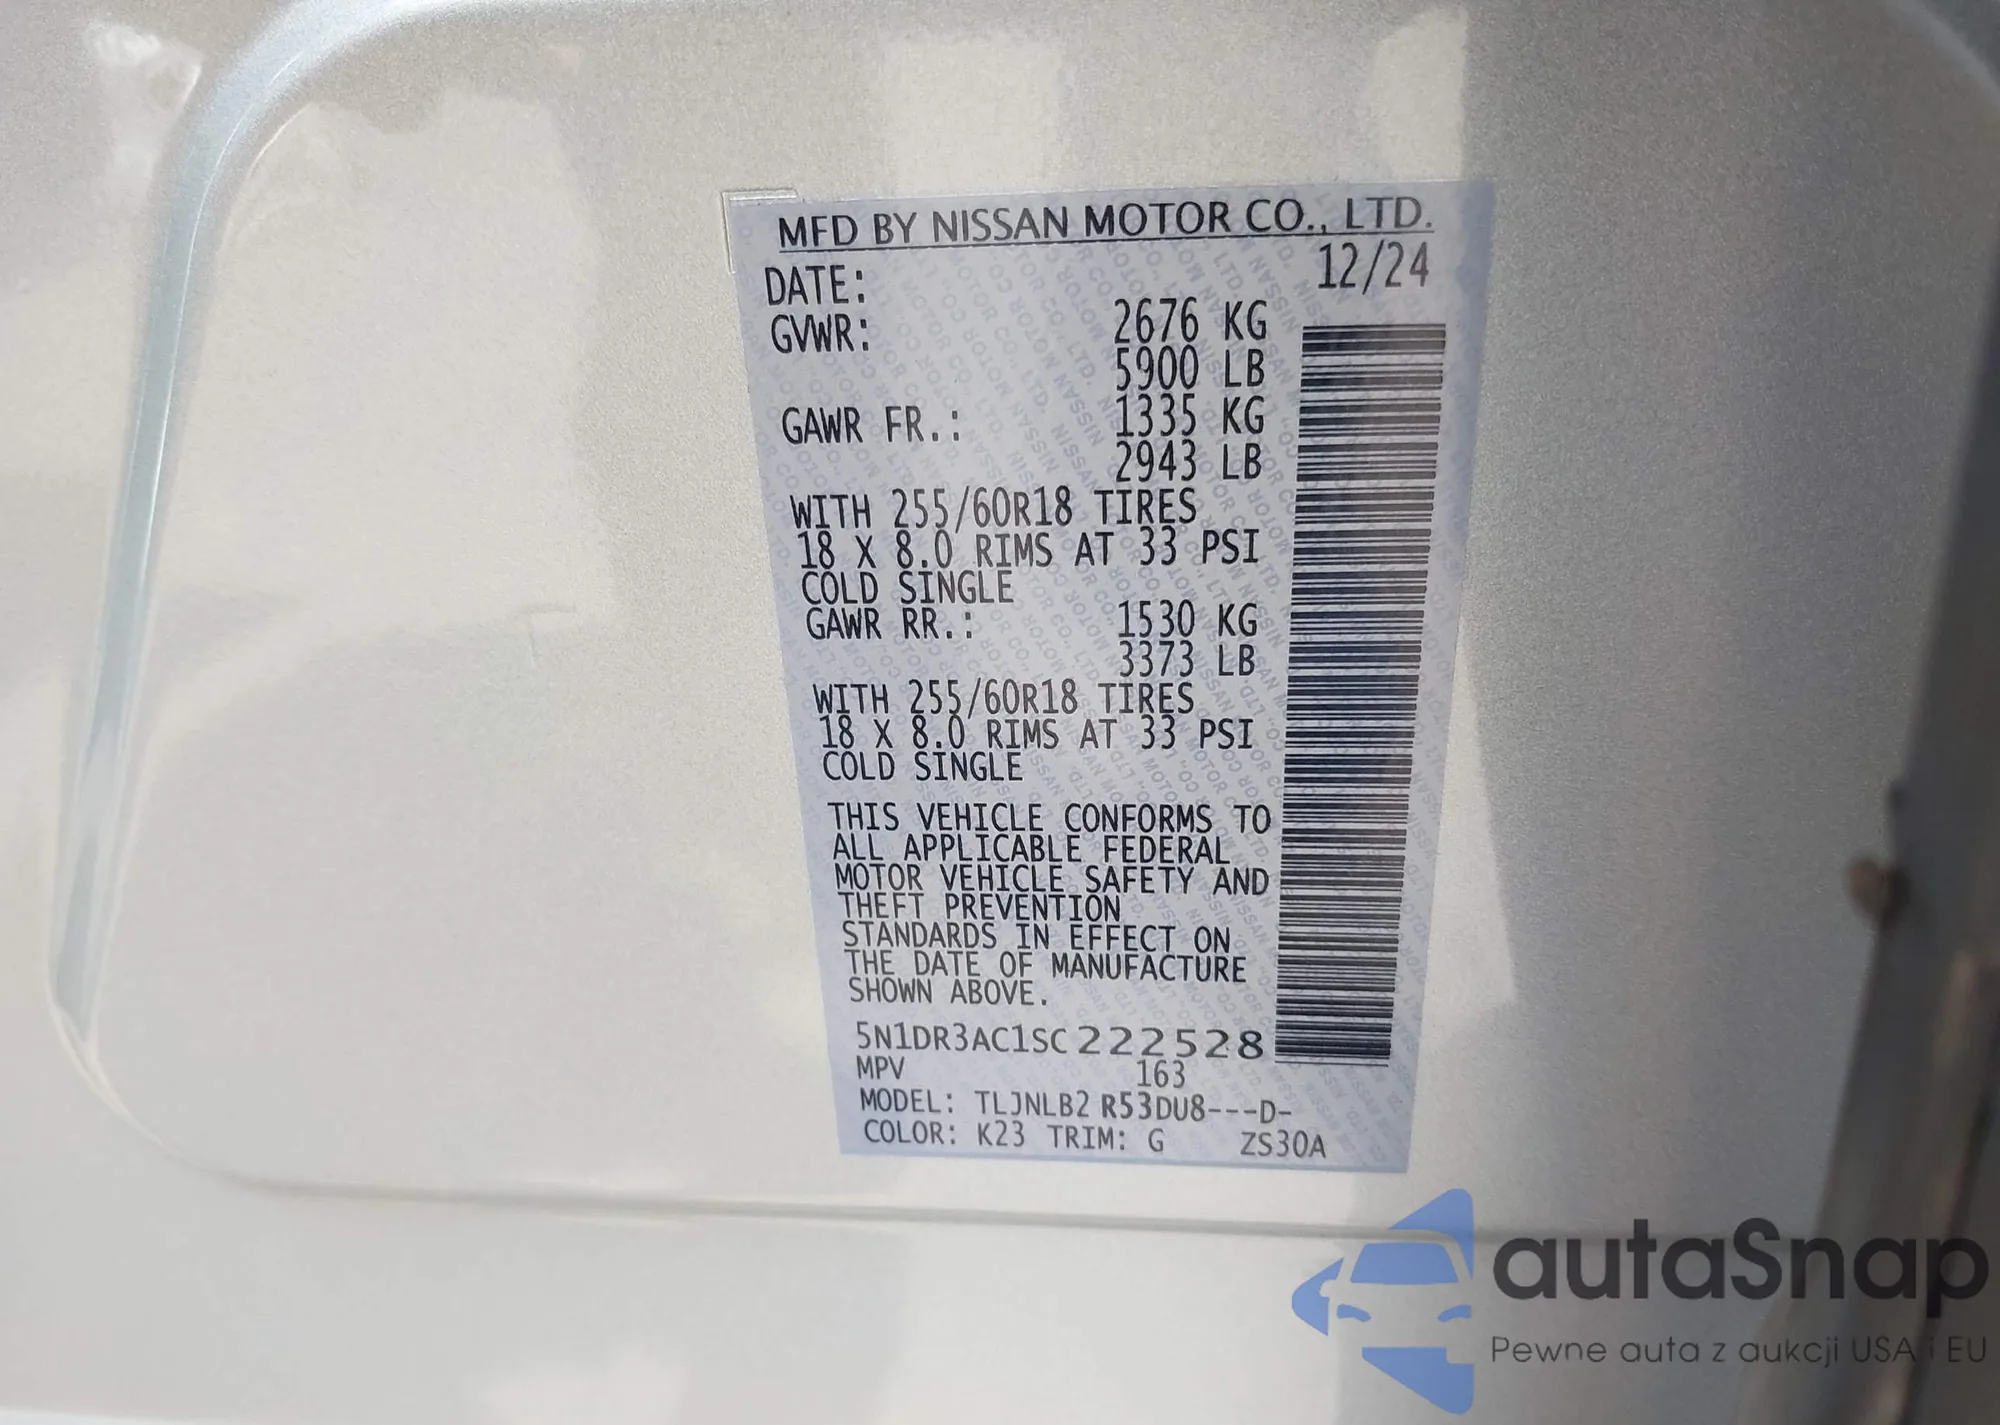 MFD BY NISSAN MOTOR CO., LTD.
DATE: 12/24
GVWR: 2676 KG
5900 LB
GAWR FR.: 1335 KG
2943 LB
WITH 255/60R18 TIRES
18 X 8.0 RIMS AT 33 PSI
COLD SINGLE
GAWR RR.: 1530 KG
3373 LB
WITH 255/60R18 TIRES
18 X 8.0 RIMS AT 33 PSI
COLD SINGLE
THIS VEHICLE CONFORMS TO
ALL APPLICABLE FEDERAL
MOTOR VEHICLE SAFETY AND
THEFT PREVENTION
STANDARDS IN EFFECT ON
THE DATE OF MANUFACTURE
SHOWN ABOVE.
5N1DR3AC1SC222528
MPV 163
MODEL: TLJNLB2 R53DU8---D-
COLOR: K23 TRIM: G ZS30A
autaSnap
Pewne auta z aukcji USA i EU